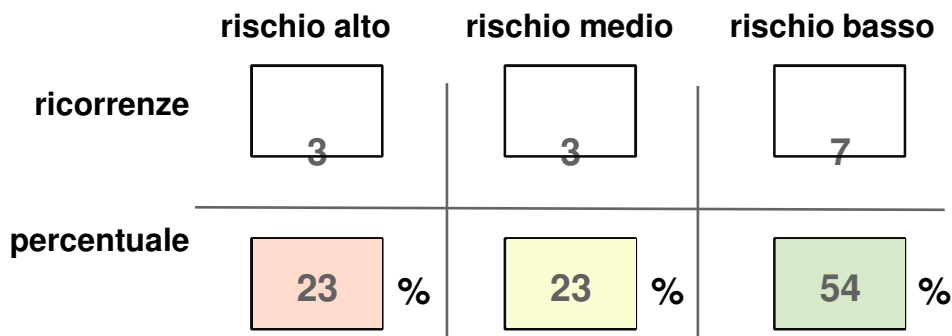 rischio alto rischio medio rischio basso
ricorrenze
3 3 7
percentuale
23 % 23 % 54 %